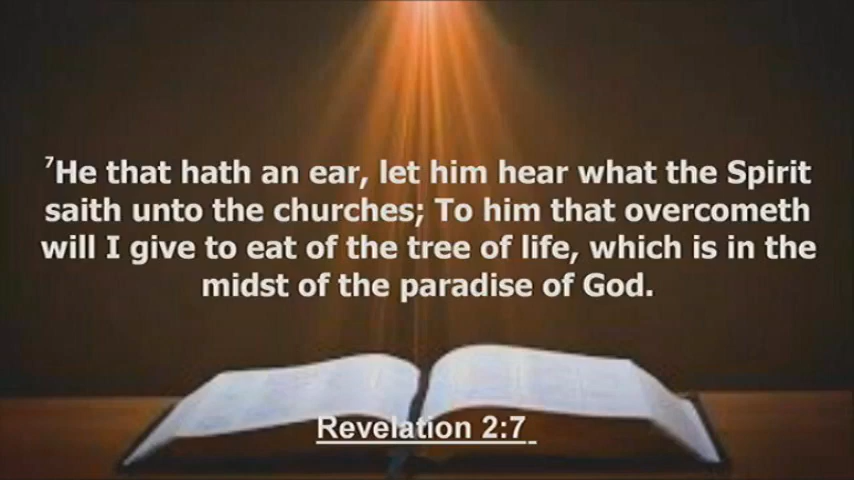 ⁷He that hath an ear, let him hear what the Spirit
saith unto the churches; To him that overcometh
will I give to eat of the tree of life, which is in the
midst of the paradise of God.
Revelation 2:7